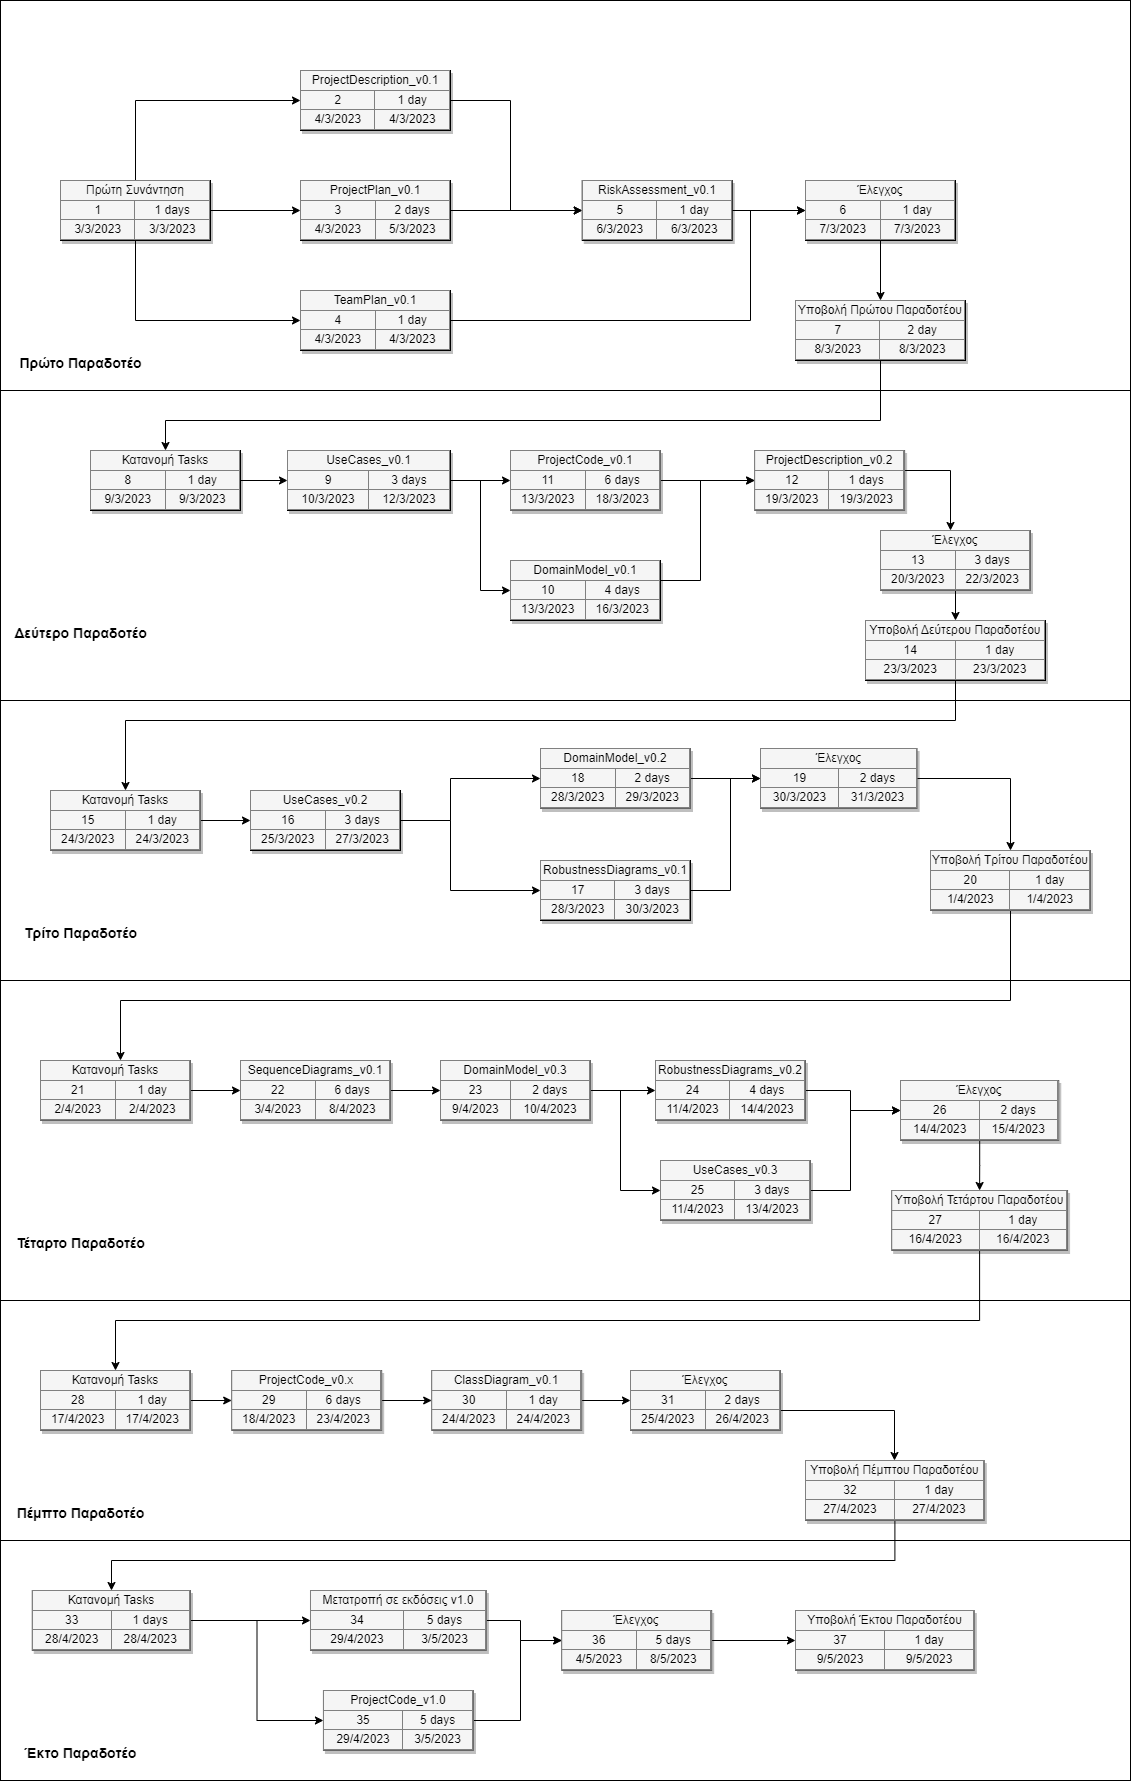 ProjectDescription_v0.1
2 1 day
4/3/2023 4/3/2023
Πρώτη Συνάντηση
1 1 days
3/3/2023 3/3/2023
ProjectPlan_v0.1
3 2 days
4/3/2023 5/3/2023
RiskAssessment_v0.1
5 1 day
6/3/2023 6/3/2023
Έλεγχος
6 1 day
7/3/2023 7/3/2023
TeamPlan_v0.1
4 1 day
4/3/2023 4/3/2023
Υποβολή Πρώτου Παραδοτέου
7 2 day
8/3/2023 8/3/2023
Πρώτο Παραδοτέο
Κατανομή Tasks
8 1 day
9/3/2023 9/3/2023
UseCases_v0.1
9 3 days
10/3/2023 12/3/2023
ProjectCode_v0.1
11 6 days
13/3/2023 18/3/2023
ProjectDescription_v0.2
12 1 days
19/3/2023 19/3/2023
Έλεγχος
13 3 days
20/3/2023 22/3/2023
DomainModel_v0.1
10 4 days
13/3/2023 16/3/2023
Υποβολή Δεύτερου Παραδοτέου
14 1 day
23/3/2023 23/3/2023
Δεύτερο Παραδοτέο
Κατανομή Tasks
15 1 day
24/3/2023 24/3/2023
UseCases_v0.2
16 3 days
25/3/2023 27/3/2023
DomainModel_v0.2
18 2 days
28/3/2023 29/3/2023
Έλεγχος
19 2 days
30/3/2023 31/3/2023
RobustnessDiagrams_v0.1
17 3 days
28/3/2023 30/3/2023
Υποβολή Τρίτου Παραδοτέου
20 1 day
1/4/2023 1/4/2023
Τρίτο Παραδοτέο
Κατανομή Tasks
21 1 day
2/4/2023 2/4/2023
SequenceDiagrams_v0.1
22 6 days
3/4/2023 8/4/2023
DomainModel_v0.3
23 2 days
9/4/2023 10/4/2023
RobustnessDiagrams_v0.2
24 4 days
11/4/2023 14/4/2023
Έλεγχος
26 2 days
14/4/2023 15/4/2023
UseCases_v0.3
25 3 days
11/4/2023 13/4/2023
Υποβολή Τετάρτου Παραδοτέου
27 1 day
16/4/2023 16/4/2023
Τέταρτο Παραδοτέο
Κατανομή Tasks
28 1 day
17/4/2023 17/4/2023
ProjectCode_v0.x
29 6 days
18/4/2023 23/4/2023
ClassDiagram_v0.1
30 1 day
24/4/2023 24/4/2023
Έλεγχος
31 2 days
25/4/2023 26/4/2023
Υποβολή Πέμπτου Παραδοτέου
32 1 day
27/4/2023 27/4/2023
Πέμπτο Παραδοτέο
Κατανομή Tasks
33 1 days
28/4/2023 28/4/2023
Μετατροπή σε εκδόσεις v1.0
34 5 days
29/4/2023 3/5/2023
Έλεγχος
36 5 days
4/5/2023 8/5/2023
Υποβολή Έκτου Παραδοτέου
37 1 day
9/5/2023 9/5/2023
ProjectCode_v1.0
35 5 days
29/4/2023 3/5/2023
Έκτο Παραδοτέο